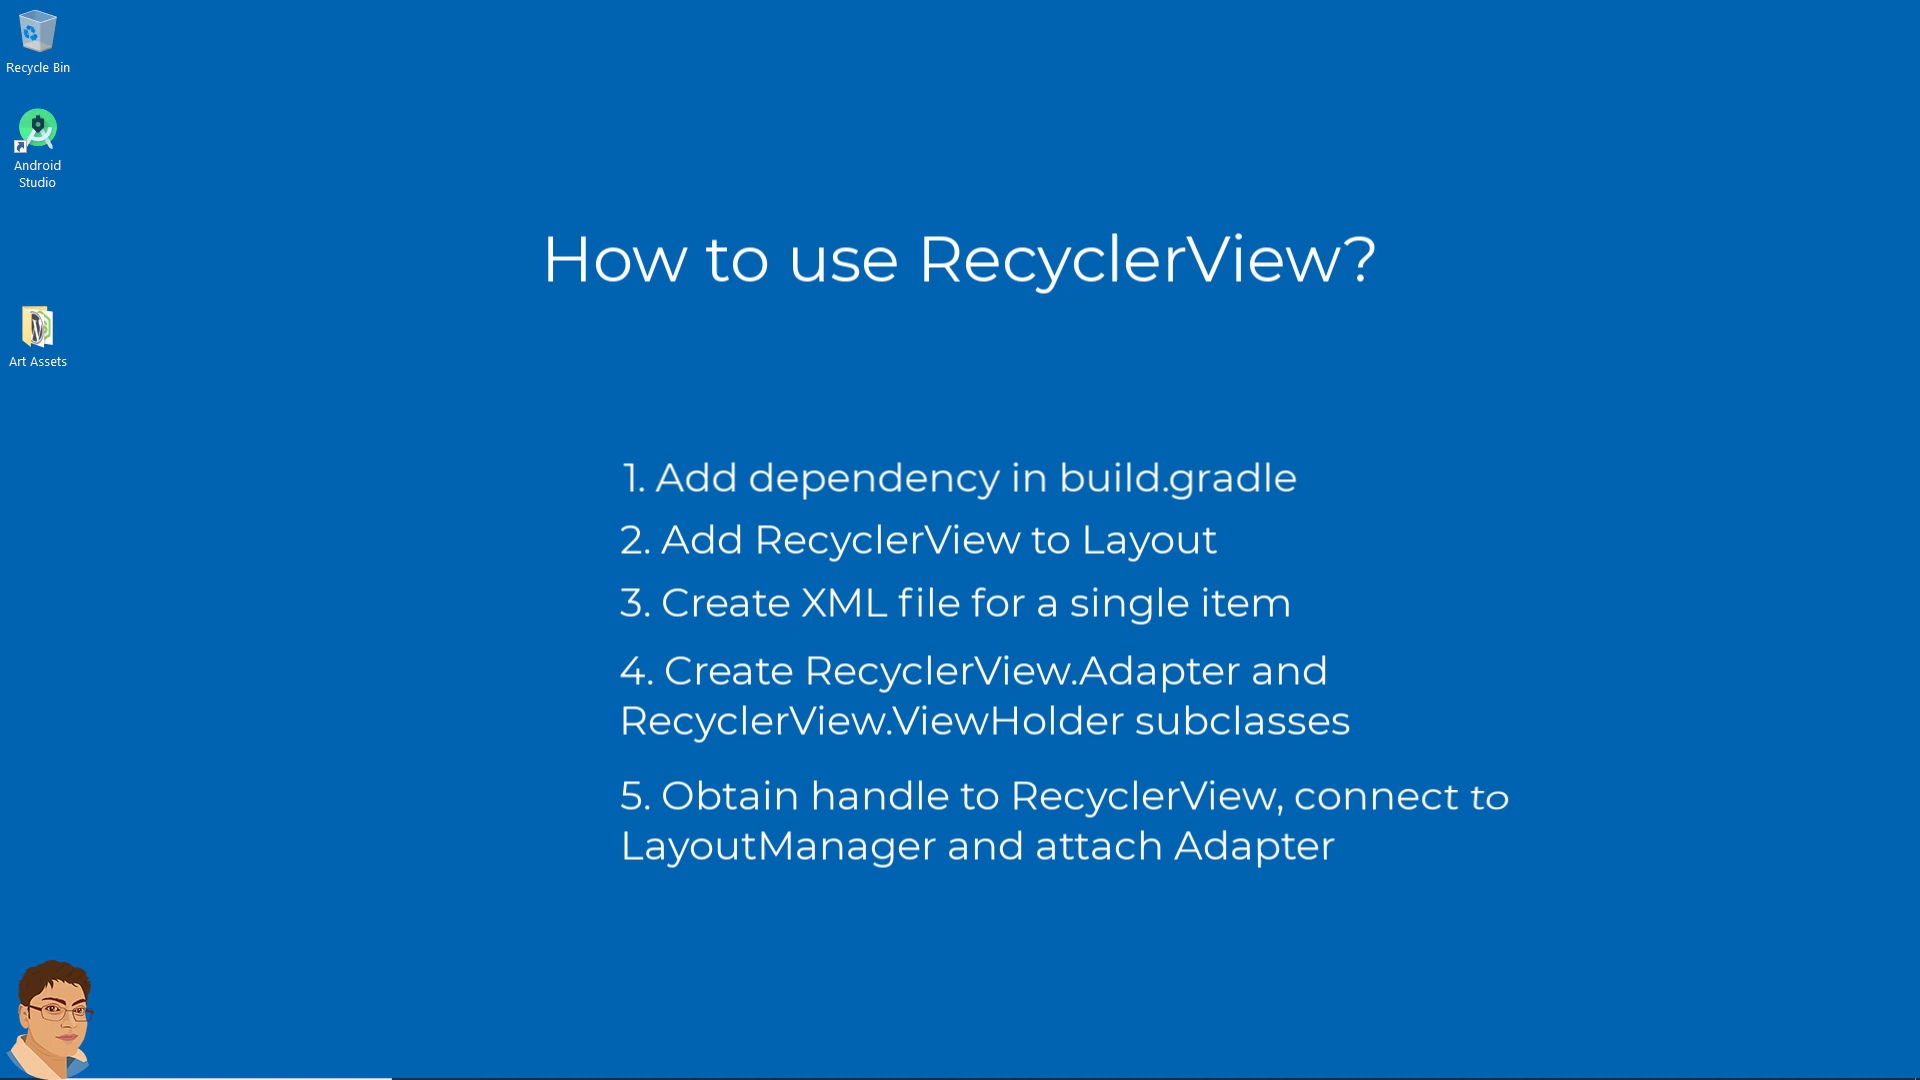 Recycle Bin
Android
Studio
Art Assets
How to use RecyclerView?
1. Add dependency in build.gradle
2. Add RecyclerView to Layout
3. Create XML file for a single item
4. Create RecyclerView.Adapter and
RecyclerView.ViewHolder subclasses
5. Obtain handle to RecyclerView, connect to
LayoutManager and attach Adapter